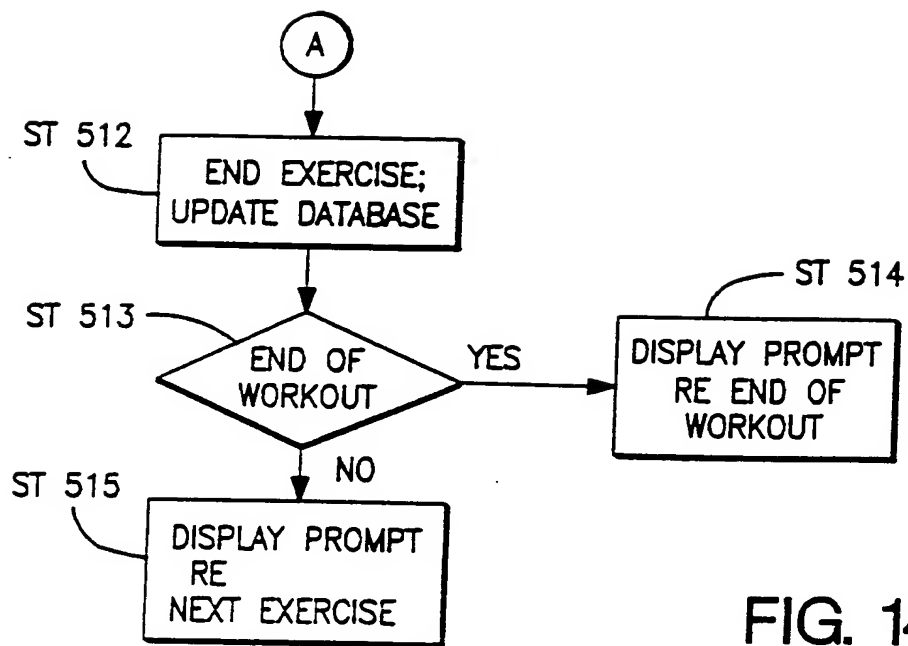 A
ST 512
END EXERCISE;
UPDATE DATABASE
ST 513
END OF
WORKOUT
YES
ST 514
DISPLAY PROMPT
RE END OF
WORKOUT
NO
ST 515
DISPLAY PROMPT
RE
NEXT EXERCISE
FIG.